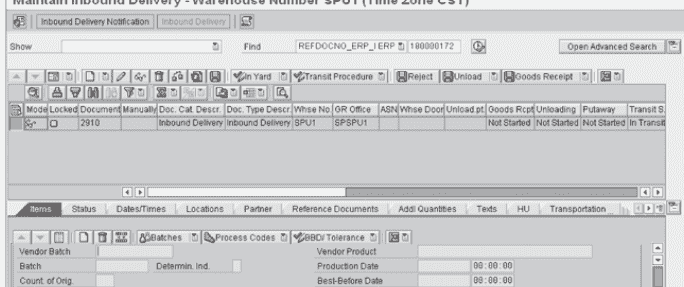 Maintain Inbound Delivery - Warehouse Number SPU1 (Time Zone CST)
Inbound Delivery Notification Inbound Delivery
Show Find REFDOCNO_ERP_I ERP 180000172 Open Advanced Search
In Yard Transit Procedure Reject Unload Goods Receipt
Mode Locked Document Manually Doc. Cat. Descr. Doc. Type Descr. Whse No. GR Office ASN Whse Door Unload.pt. Goods Rcpt Unloading Putaway Transit S.
2910 Inbound Delivery Inbound Delivery SPU1 SPSPU1 Not Started Not Started Not Started In Transit
Items Status Dates/Times Locations Partner Reference Documents Addl Quantities Texts HU Transportation
Batches Process Codes BBD/ Tolerance
Vendor Batch Vendor Product
Batch Determin. Ind. Production Date 00:00:00
Count. of Orig. Best-Before Date 00:00:00